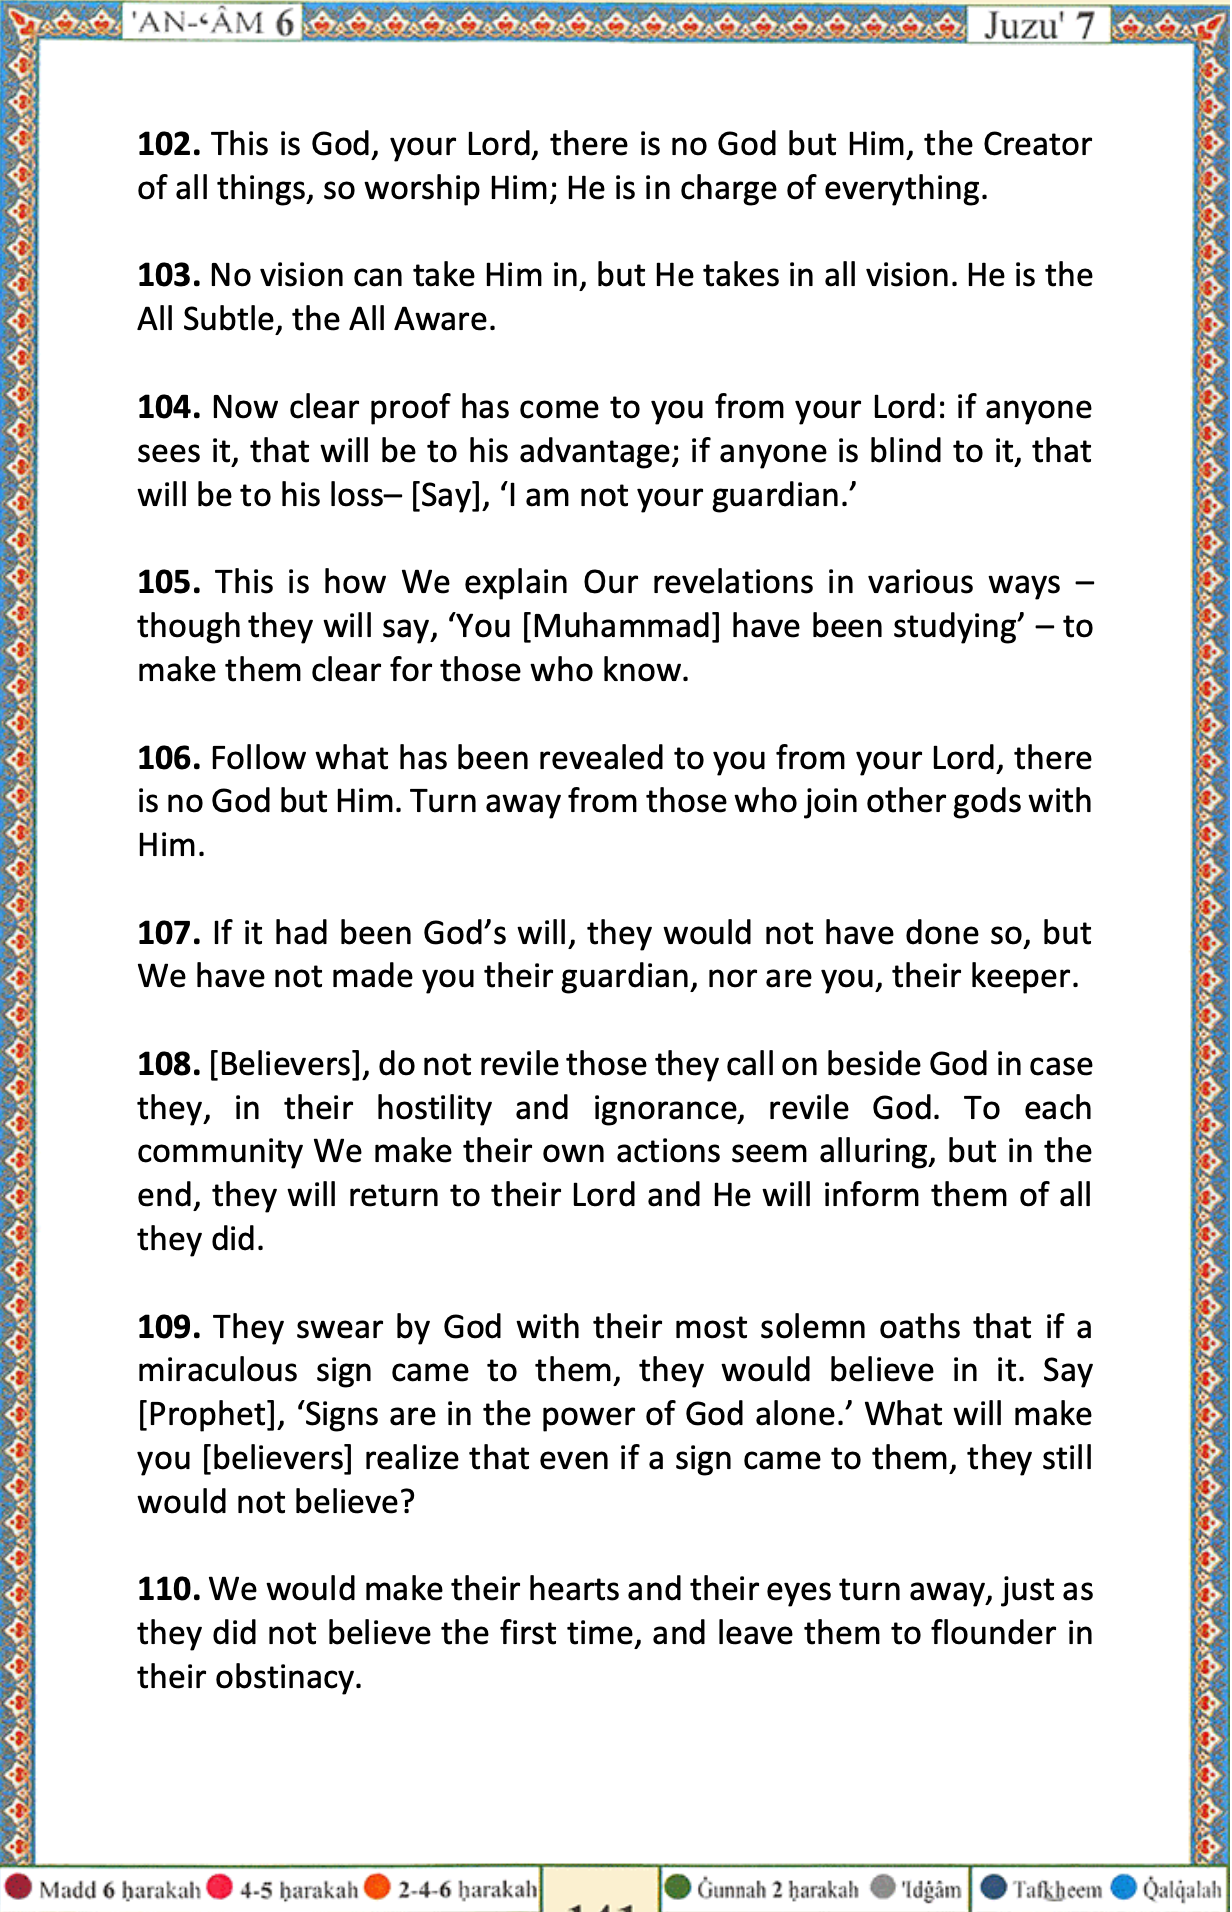 'AN-‘ÂM 6
Juzu' 7
102. This is God, your Lord, there is no God but Him, the Creator
of all things, so worship Him; He is in charge of everything.
103. No vision can take Him in, but He takes in all vision. He is the
All Subtle, the All Aware.
104. Now clear proof has come to you from your Lord: if anyone
sees it, that will be to his advantage; if anyone is blind to it, that
will be to his loss– [Say], ‘I am not your guardian.’
105. This is how We explain Our revelations in various ways –
though they will say, ‘You [Muhammad] have been studying’ – to
make them clear for those who know.
106. Follow what has been revealed to you from your Lord, there
is no God but Him. Turn away from those who join other gods with
Him.
107. If it had been God’s will, they would not have done so, but
We have not made you their guardian, nor are you, their keeper.
108. [Believers], do not revile those they call on beside God in case
they, in their hostility and ignorance, revile God. To each
community We make their own actions seem alluring, but in the
end, they will return to their Lord and He will inform them of all
they did.
109. They swear by God with their most solemn oaths that if a
miraculous sign came to them, they would believe in it. Say
[Prophet], ‘Signs are in the power of God alone.’ What will make
you [believers] realize that even if a sign came to them, they still
would not believe?
110. We would make their hearts and their eyes turn away, just as
they did not believe the first time, and leave them to flounder in
their obstinacy.
Madd 6 ḥarakah 4-5 ḥarakah 2-4-6 ḥarakah 141 Ġunnah 2 ḥarakah 'Idġâm Tafkheem Q̇alq̇alah